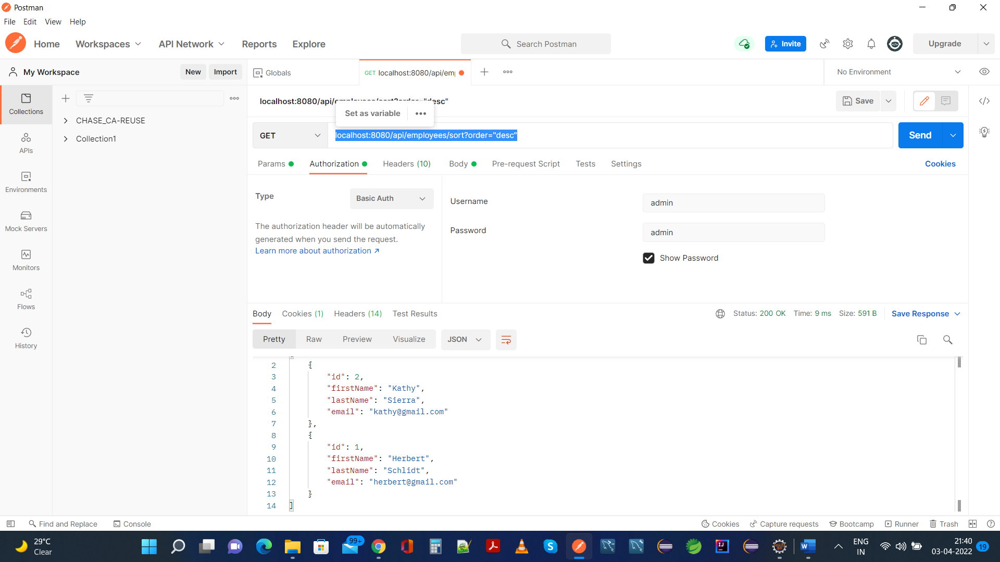 Postman
File Edit View Help
Home Workspaces API Network Reports Explore Search Postman Invite Upgrade
My Workspace New Import Globals GET localhost:8080/api/em No Environment
Collections
APIs
Environments
Mock Servers
Monitors
Flows
History
CHASE_CA-REUSE
Collection1
localhost:8080/api/employees/sort?order="desc" Save
Set as variable
GET localhost:8080/api/employees/sort?order="desc" Send
Params Authorization Headers (10) Body Pre-request Script Tests Settings Cookies
Type Basic Auth
The authorization header will be automatically
generated when you send the request.
Learn more about authorization ↗
Username admin
Password admin
Show Password
Body Cookies (1) Headers (14) Test Results Status: 200 OK Time: 9 ms Size: 591 B Save Response
Pretty Raw Preview Visualize JSON
2 {
3 "id": 2,
4 "firstName": "Kathy",
5 "lastName": "Sierra",
6 "email": "kathy@gmail.com"
7 },
8 {
9 "id": 1,
10 "firstName": "Herbert",
11 "lastName": "Schlidt",
12 "email": "herbert@gmail.com"
13 }
14 ]
Find and Replace Console Cookies Capture requests Bootcamp Runner Trash
29°C
Clear
99+
ENG
IN
21:40
03-04-2022
19